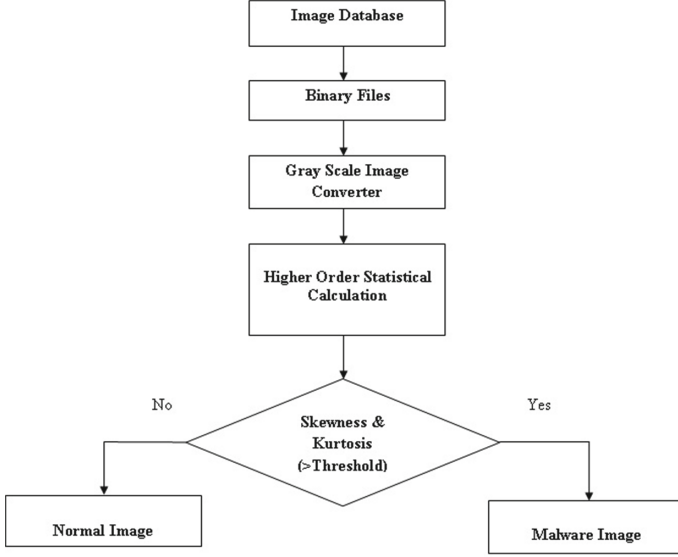 Image Database
Binary Files
Gray Scale Image
Converter
Higher Order Statistical
Calculation
No
Yes
Skewness &
Kurtosis
(>Threshold)
Normal Image
Malware Image